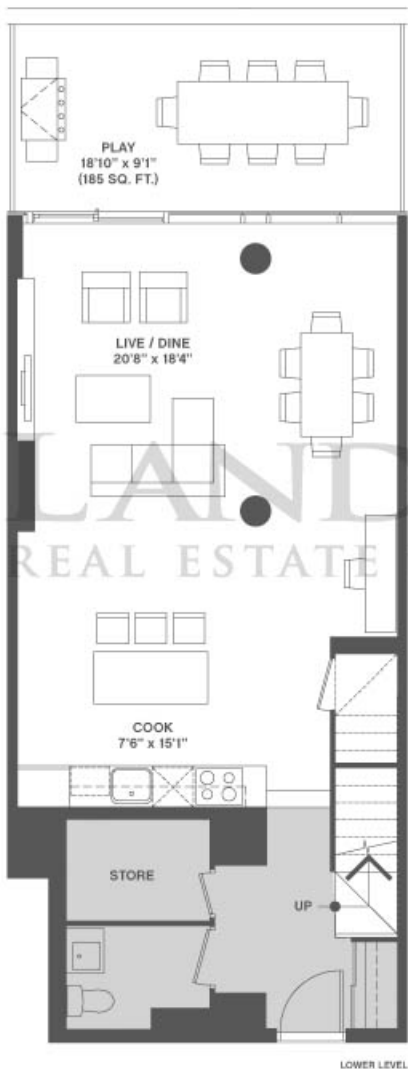 PLAY
18'10" x 9'1"
(185 SQ. FT.)
LIVE / DINE
20'8" x 18'4"
LAND
REAL ESTATE
COOK
7'6" x 15'1"
STORE
UP
LOWER LEVEL